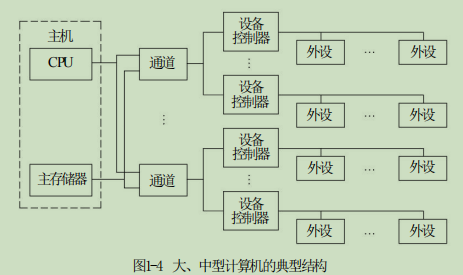 主机
CPU
主存储器
通道
⋮
通道
设备
控制器
外设 … 外设
⋮
设备
控制器
外设 … 外设
设备
控制器
外设 … 外设
⋮
设备
控制器
外设 … 外设
图1-4 大、中型计算机的典型结构